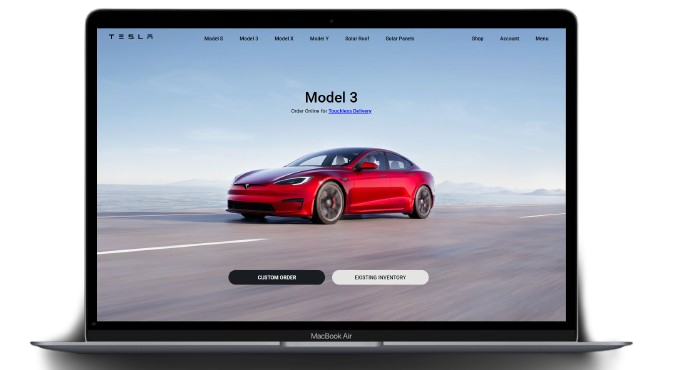 TESLA
Model S Model 3 Model X Model Y Solar Roof Solar Panels Shop Account Menu
Model 3
Order Online for Touchless Delivery
CUSTOM ORDER EXISTING INVENTORY
MacBook Air